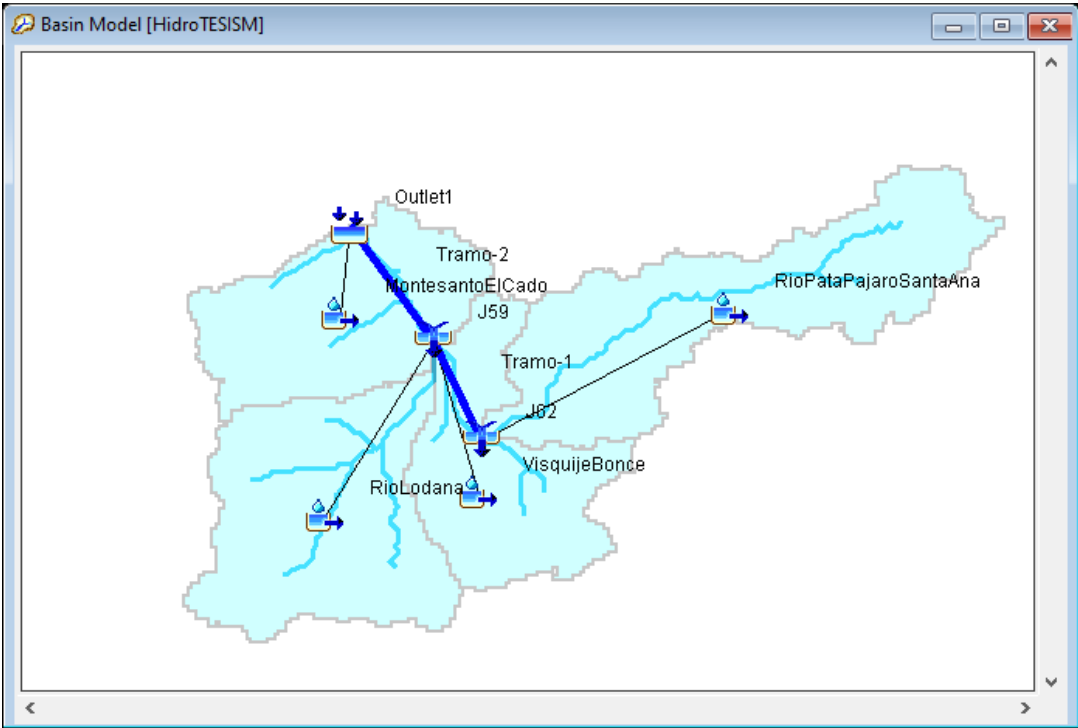 Basin Model [HidroTESISM]
Outlet1
Tramo-2
MontesantoElCado
RioPataPajaroSantaAna
J59
Tramo-1
J62
VisquijeBonce
RioLodana